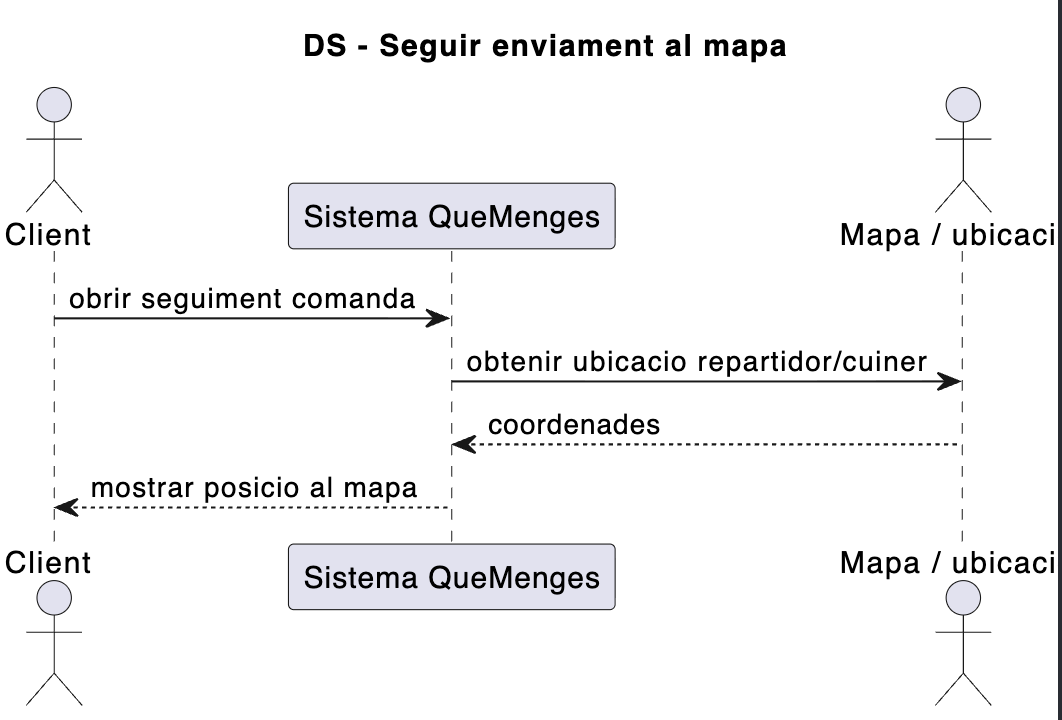 DS - Seguir enviament al mapa
Client
Sistema QueMenges
Mapa / ubicaci
obrir seguiment comanda
obtenir ubicacio repartidor/cuiner
coordenades
mostrar posicio al mapa
Client
Sistema QueMenges
Mapa / ubicaci